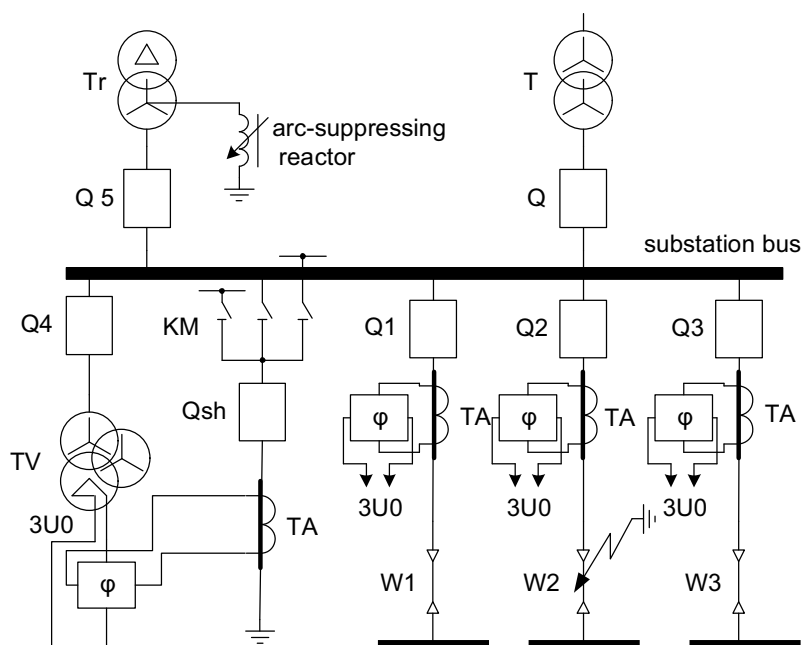 Tr
T
arc-suppressing
reactor
Q 5
Q
substation bus
Q4
KM
Q1
Q2
Q3
Qsh
φ
TA
φ
TA
φ
TA
TV
3U0
3U0
3U0
3U0
TA
φ
W1
W2
W3